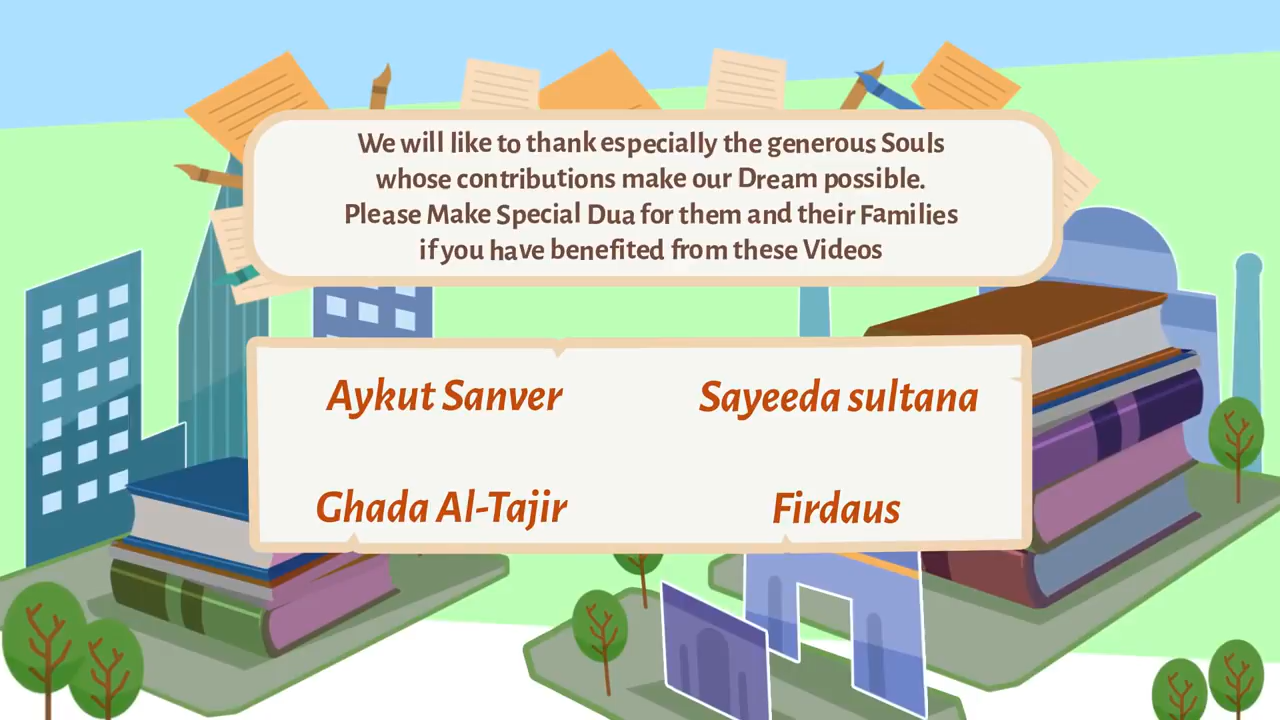 We will like to thank especially the generous Souls
whose contributions make our Dream possible.
Please Make Special Dua for them and their Families
if you have benefited from these Videos
Aykut Sanver
Sayeeda sultana
Ghada Al-Tajir
Firdaus